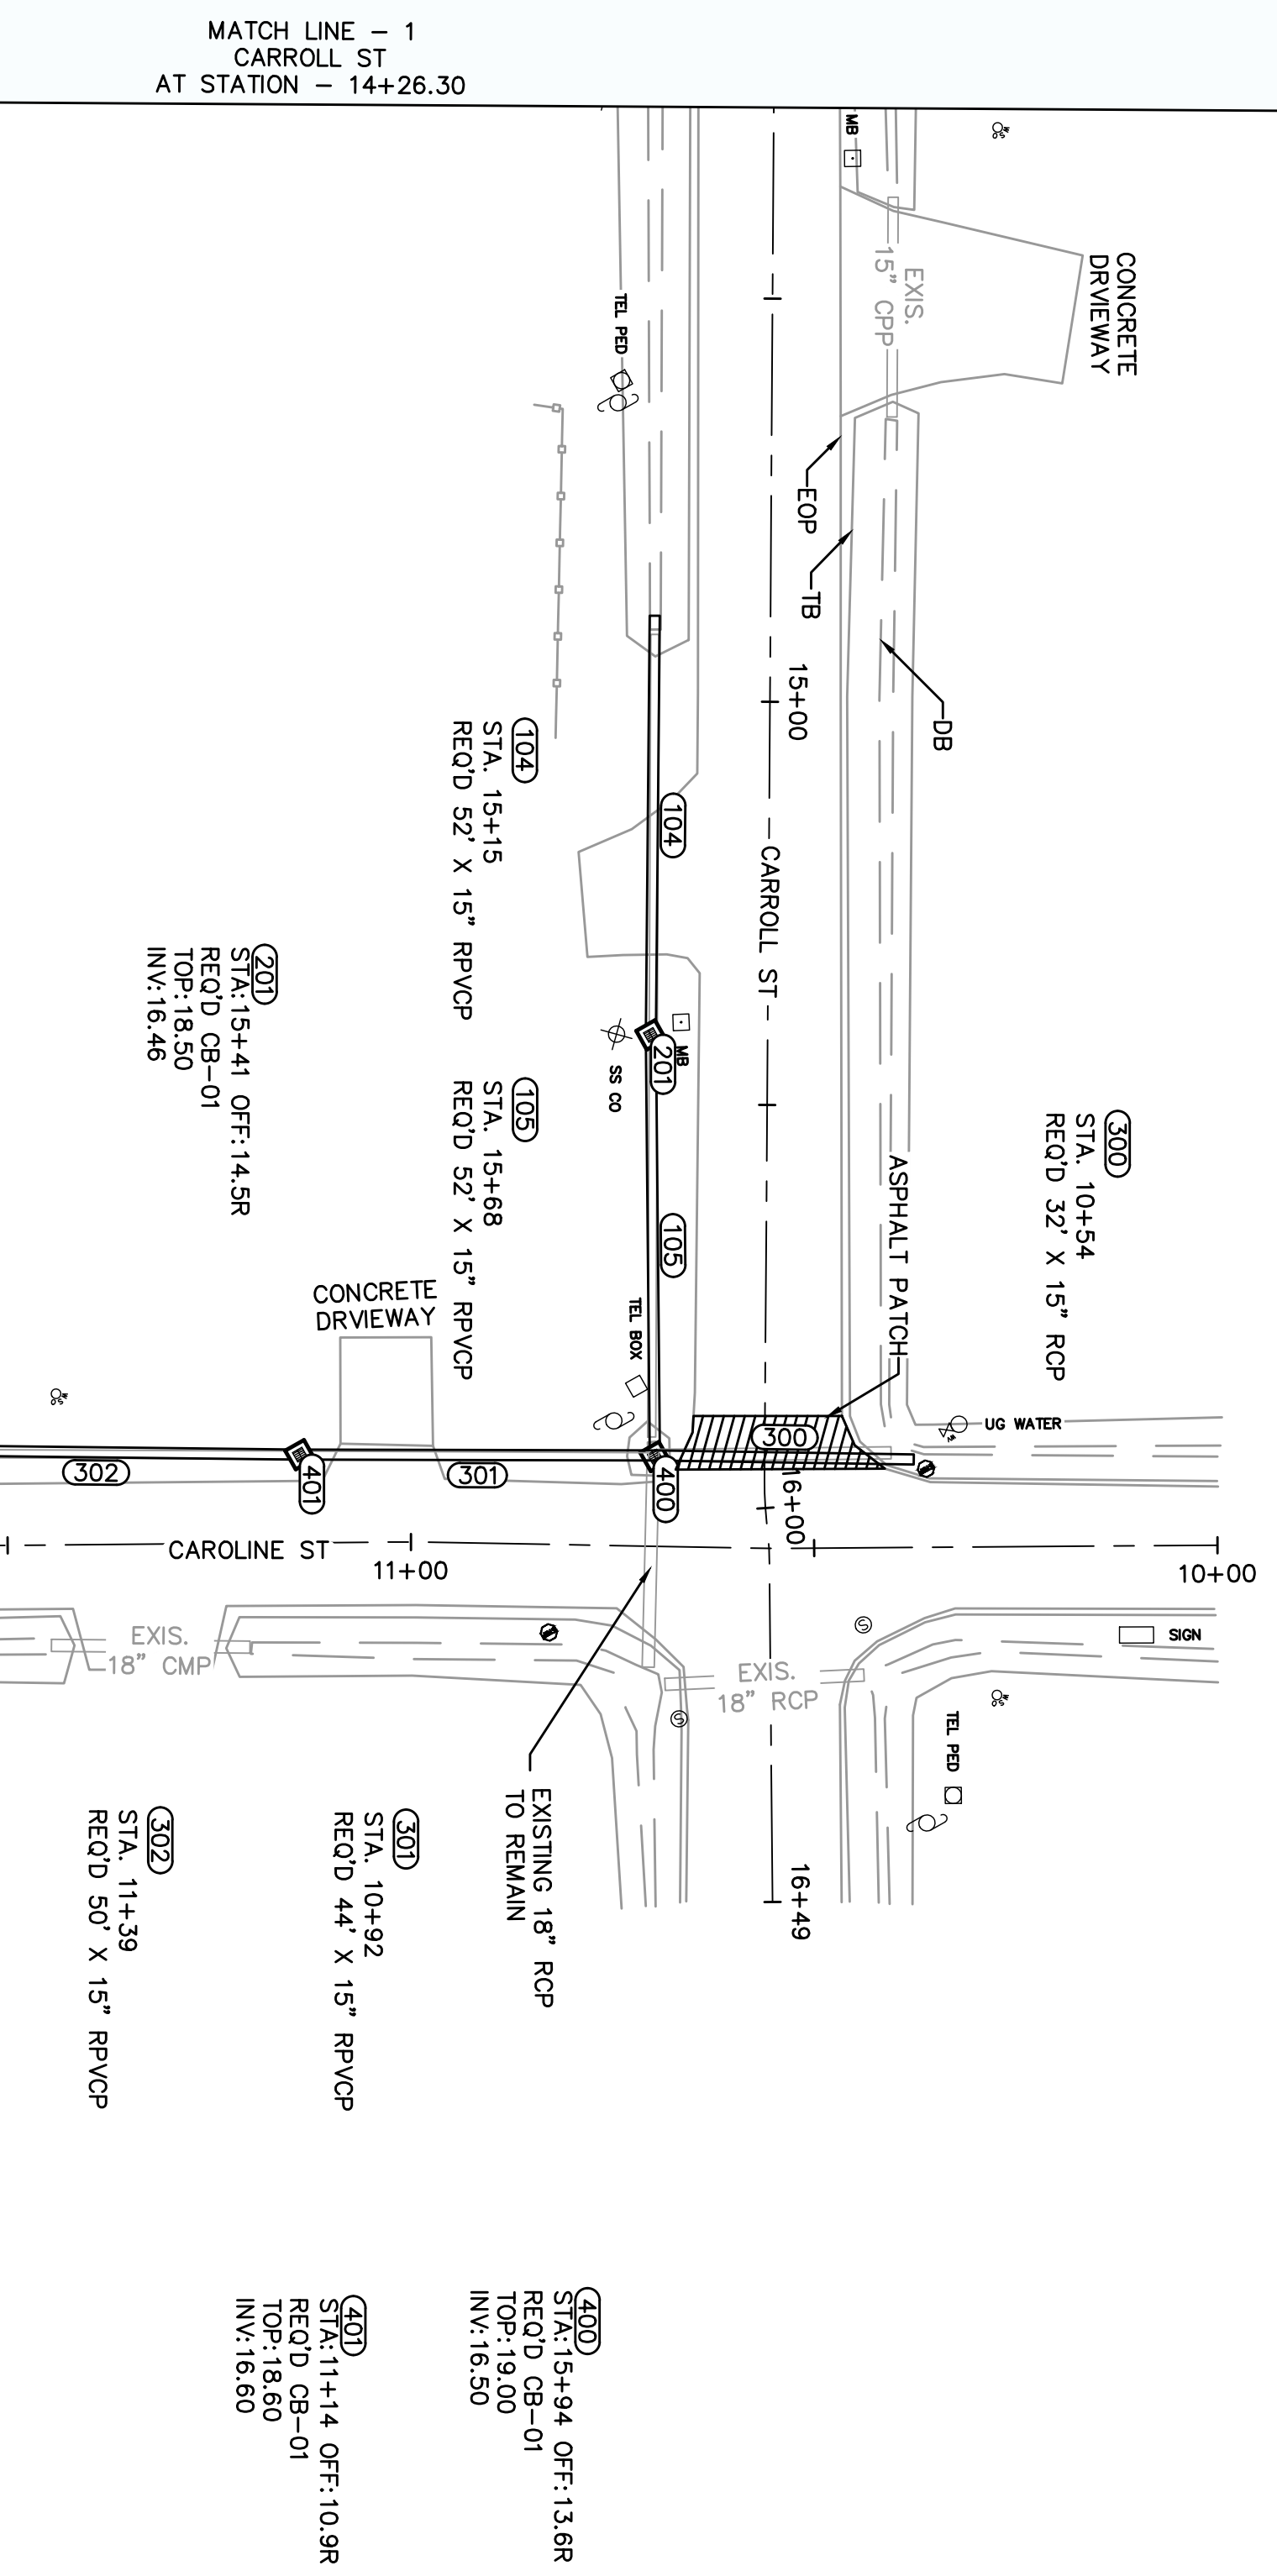 MATCH LINE – 1
CARROLL ST
AT STATION – 14+26.30
MB
CONCRETE
DRVIEWAY
EXIS.
15" CPP
TEL PED
EOP
TB
DB
15+00
104
STA. 15+15
REQ'D 52' X 15" RPVCP
104
CARROLL ST
201
STA:15+41 OFF:14.5R
REQ'D CB–01
TOP:18.50
INV:16.46
MB
201
SS CO
105
STA. 15+68
REQ'D 52' X 15" RPVCP
300
STA. 10+54
REQ'D 32' X 15" RCP
ASPHALT PATCH
105
CONCRETE
DRVIEWAY
TEL BOX
UG WATER
300
302
401
301
400
16+00
CAROLINE ST
11+00
10+00
EXIS.
18" CMP
EXIS.
18" RCP
SIGN
S
S
TEL PED
EXISTING 18" RCP
TO REMAIN
16+49
302
STA. 11+39
REQ'D 50' X 15" RPVCP
301
STA. 10+92
REQ'D 44' X 15" RPVCP
401
STA:11+14 OFF:10.9R
REQ'D CB–01
TOP:18.60
INV:16.60
400
STA:15+94 OFF:13.6R
REQ'D CB–01
TOP:19.00
INV:16.50